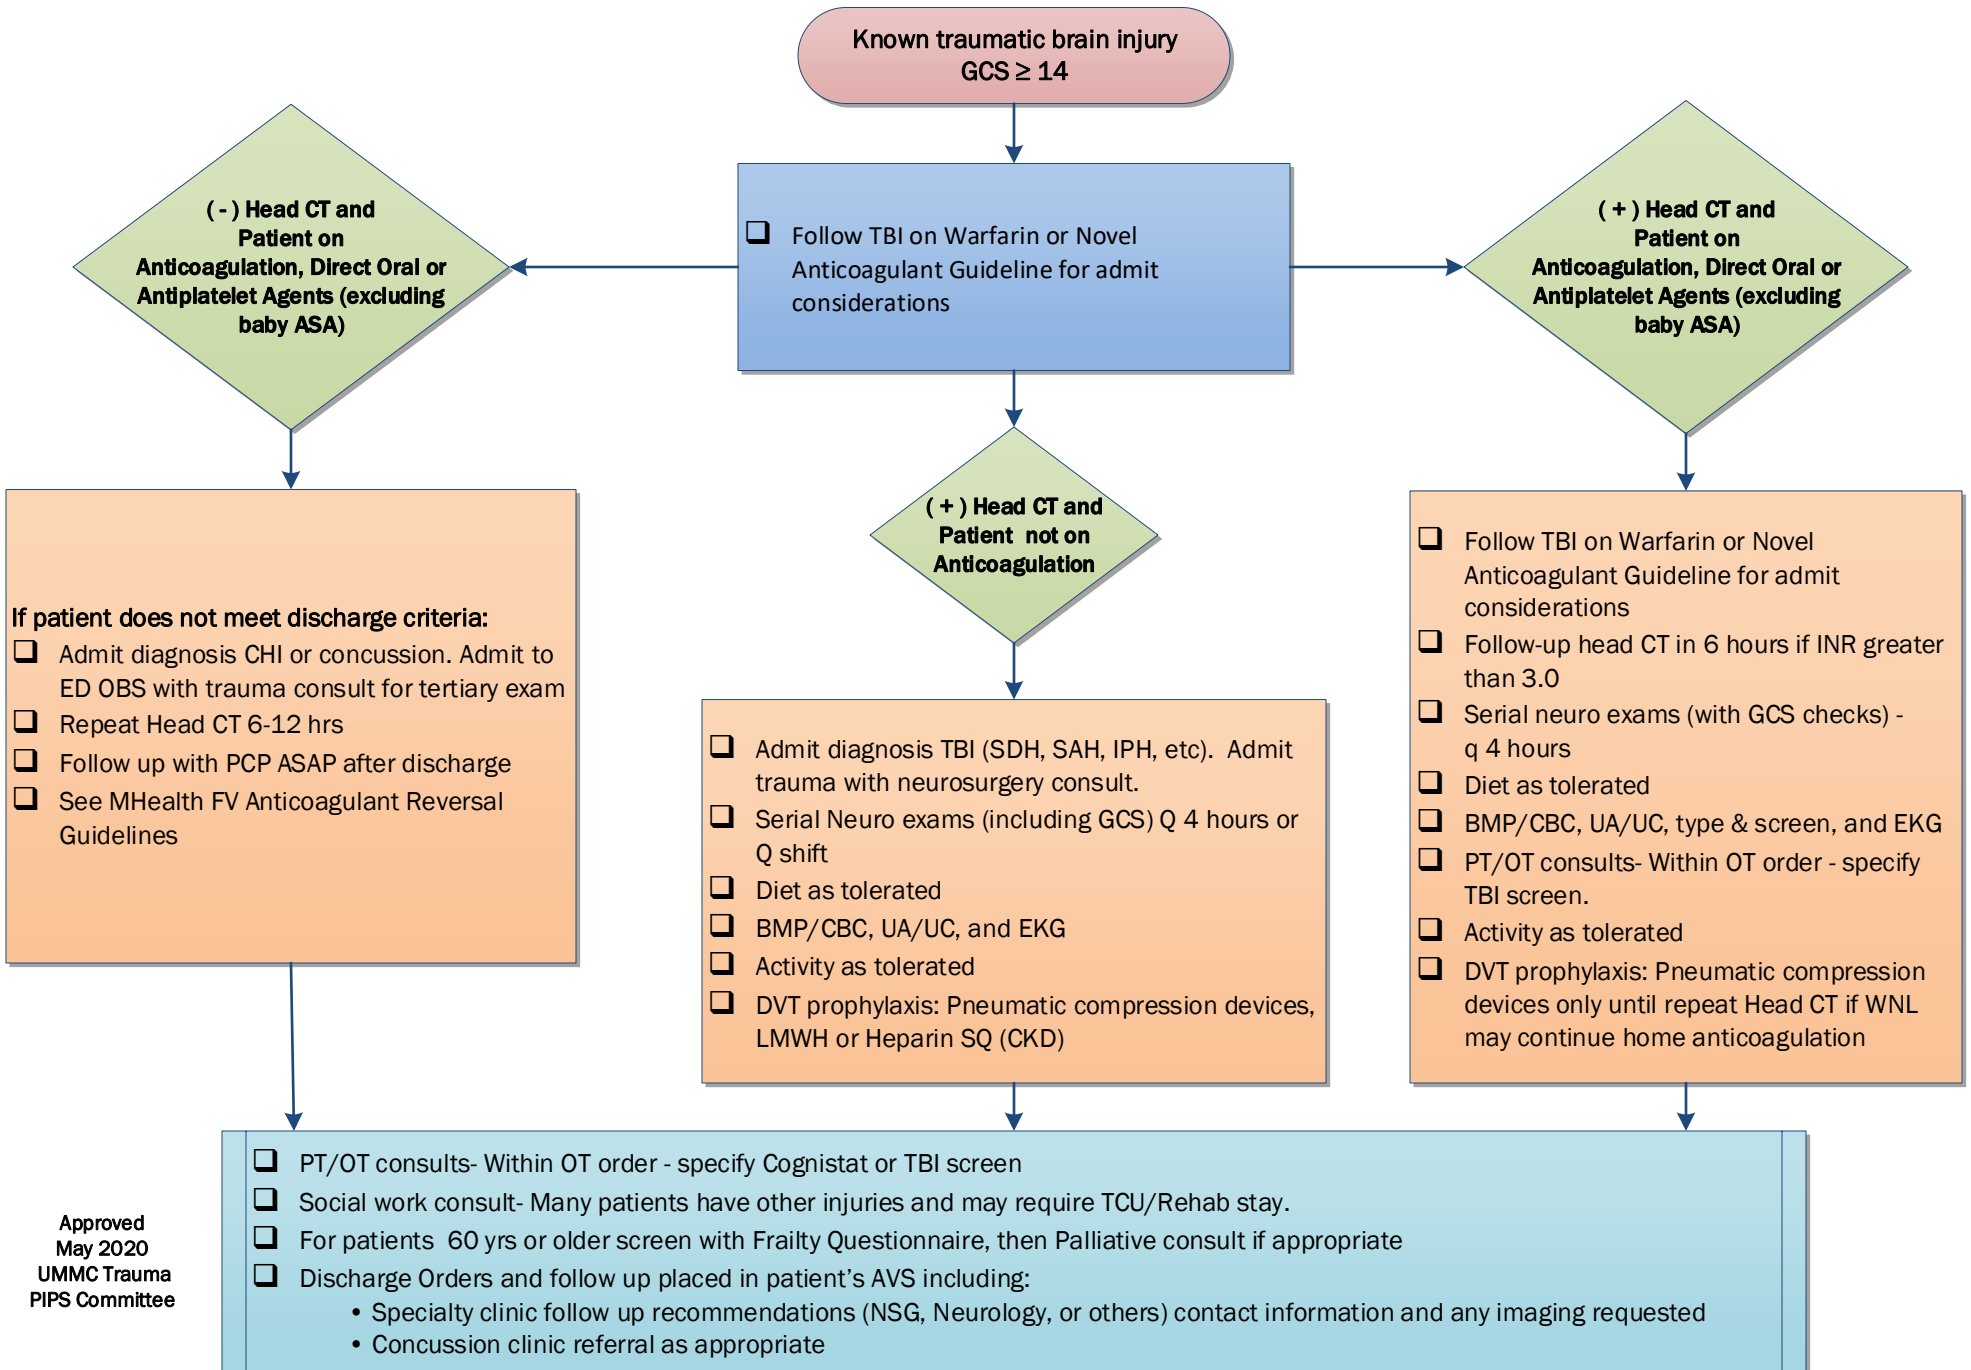 Known traumatic brain injury
GCS ≥ 14
( - ) Head CT and
Patient on
Anticoagulation, Direct Oral or
Antiplatelet Agents (excluding
baby ASA)
❑ Follow TBI on Warfarin or Novel
Anticoagulant Guideline for admit
considerations
( + ) Head CT and
Patient on
Anticoagulation, Direct Oral or
Antiplatelet Agents (excluding
baby ASA)
( + ) Head CT and
Patient not on
Anticoagulation
If patient does not meet discharge criteria:
❑ Admit diagnosis CHI or concussion. Admit to
ED OBS with trauma consult for tertiary exam
❑ Repeat Head CT 6-12 hrs
❑ Follow up with PCP ASAP after discharge
❑ See MHealth FV Anticoagulant Reversal
Guidelines
❑ Admit diagnosis TBI (SDH, SAH, IPH, etc). Admit
trauma with neurosurgery consult.
❑ Serial Neuro exams (including GCS) Q 4 hours or
Q shift
❑ Diet as tolerated
❑ BMP/CBC, UA/UC, and EKG
❑ Activity as tolerated
❑ DVT prophylaxis: Pneumatic compression devices,
LMWH or Heparin SQ (CKD)
❑ Follow TBI on Warfarin or Novel
Anticoagulant Guideline for admit
considerations
❑ Follow-up head CT in 6 hours if INR greater
than 3.0
❑ Serial neuro exams (with GCS checks) -
q 4 hours
❑ Diet as tolerated
❑ BMP/CBC, UA/UC, type & screen, and EKG
❑ PT/OT consults- Within OT order - specify
TBI screen.
❑ Activity as tolerated
❑ DVT prophylaxis: Pneumatic compression
devices only until repeat Head CT if WNL
may continue home anticoagulation
❑ PT/OT consults- Within OT order - specify Cognistat or TBI screen
❑ Social work consult- Many patients have other injuries and may require TCU/Rehab stay.
❑ For patients 60 yrs or older screen with Frailty Questionnaire, then Palliative consult if appropriate
❑ Discharge Orders and follow up placed in patient's AVS including:
• Specialty clinic follow up recommendations (NSG, Neurology, or others) contact information and any imaging requested
• Concussion clinic referral as appropriate
Approved
May 2020
UMMC Trauma
PIPS Committee